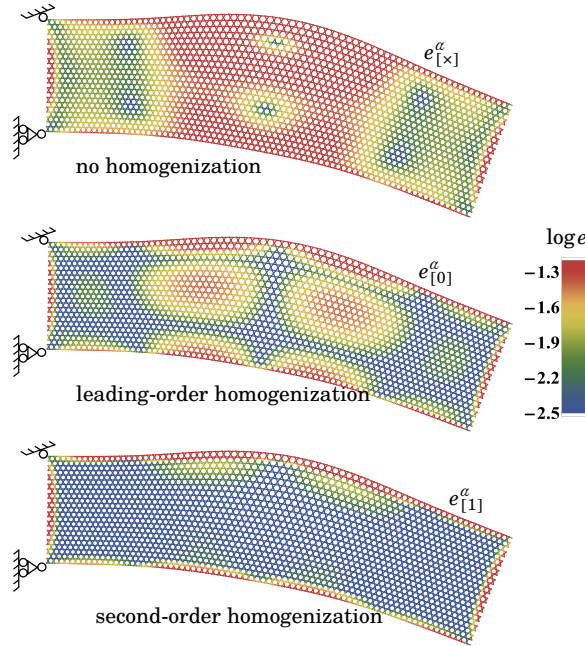 e^α_[×]
no homogenization
e^α_[0]
log e
−1.3
−1.6
−1.9
−2.2
−2.5
leading-order homogenization
e^α_[1]
second-order homogenization